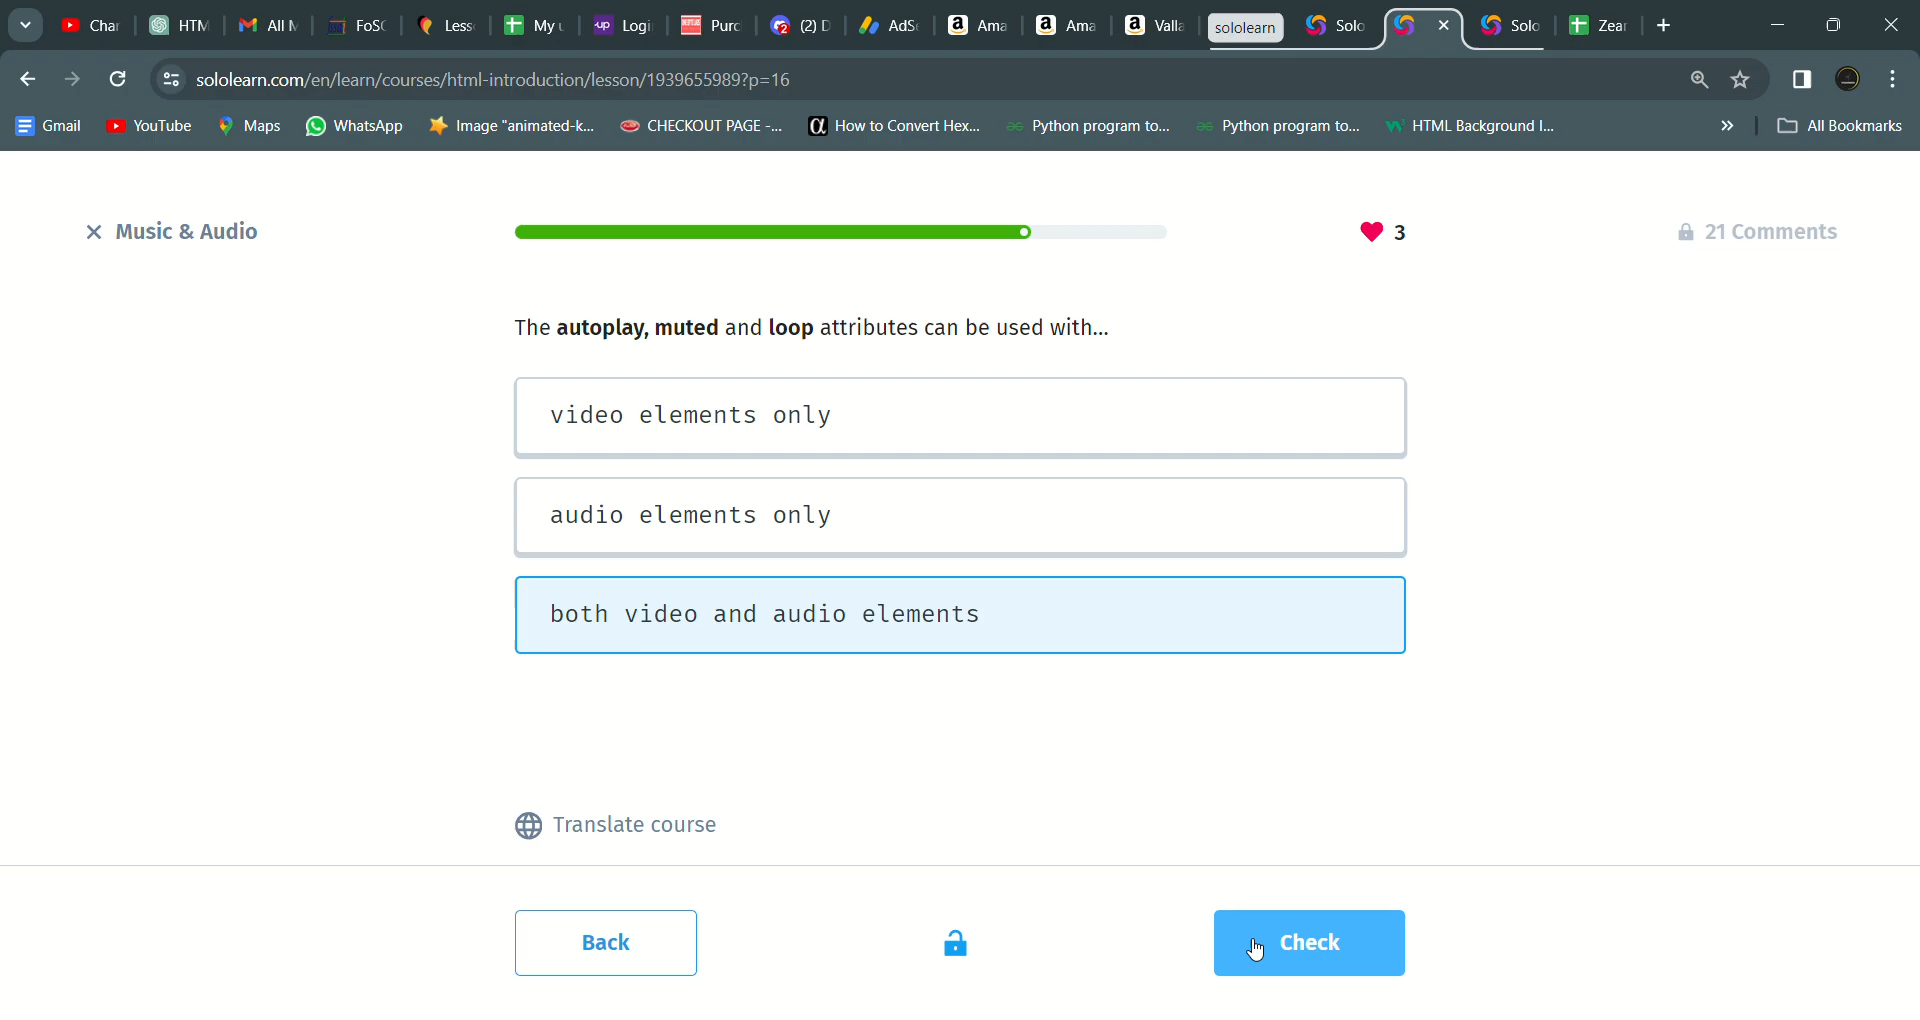 Char HTM All M FoSC Less My u Logi Purc (2) D AdSe Ama Ama Valla sololearn Solo Solo Zear
sololearn.com/en/learn/courses/html-introduction/lesson/1939655989?p=16
Gmail YouTube Maps WhatsApp Image "animated-k... CHECKOUT PAGE -... How to Convert Hex... Python program to... Python program to... HTML Background I... » All Bookmarks
Music & Audio 3 21 Comments
The autoplay, muted and loop attributes can be used with...
video elements only
audio elements only
both video and audio elements
Translate course
Back Check